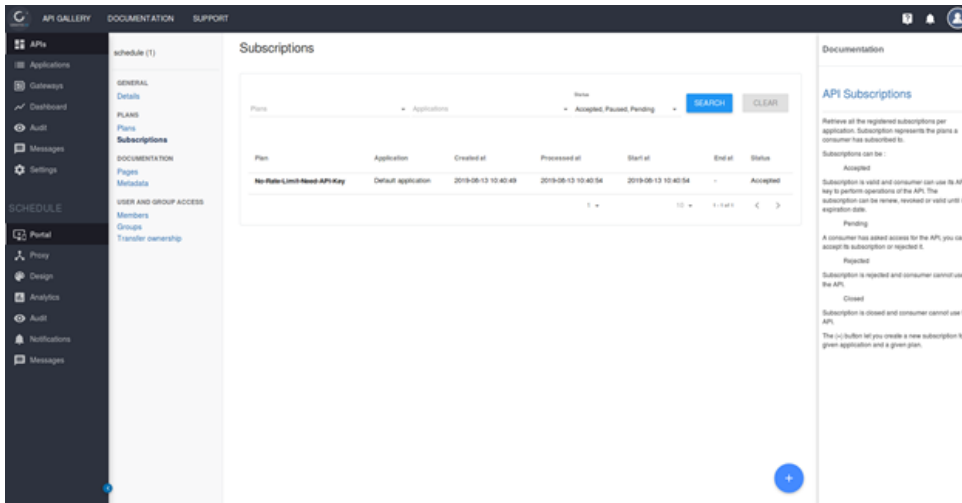 API GALLERY DOCUMENTATION SUPPORT
APIs
Applications
Gateways
Dashboard
Audit
Messages
Settings
SCHEDULE
Portal
Proxy
Design
Analytics
Audit
Notifications
Messages
schedule (1)
GENERAL
Details
PLANS
Plans
Subscriptions
DOCUMENTATION
Pages
Metadata
USER AND GROUP ACCESS
Members
Groups
Transfer ownership
Subscriptions
Plans
Applications
Status
Accepted, Paused, Pending
SEARCH
CLEAR
Plan Application Created at Processed at Start at End at Status
No-Rate-Limit-Need-API-Key Default application 2019-08-13 10:40:49 2019-08-13 10:40:54 2019-08-13 10:40:54 - Accepted
1 10 1 - 1 of 1
Documentation
API Subscriptions
Retrieve all the registered subscriptions per
application. Subscription represents the plans a
consumer has subscribed to.
Subscriptions can be :
Accepted
Subscription is valid and consumer can use its AP
key to perform operations of the API. The
subscription can be renew, revoked or valid until
expiration date.
Pending
A consumer has asked access for the API, you ca
accept its subscription or rejected it.
Rejected
Subscription is rejected and consumer cannot us
the API.
Closed
Subscription is closed and consumer cannot use
API.
The (+) button let you create a new subscription f
given application and a given plan.